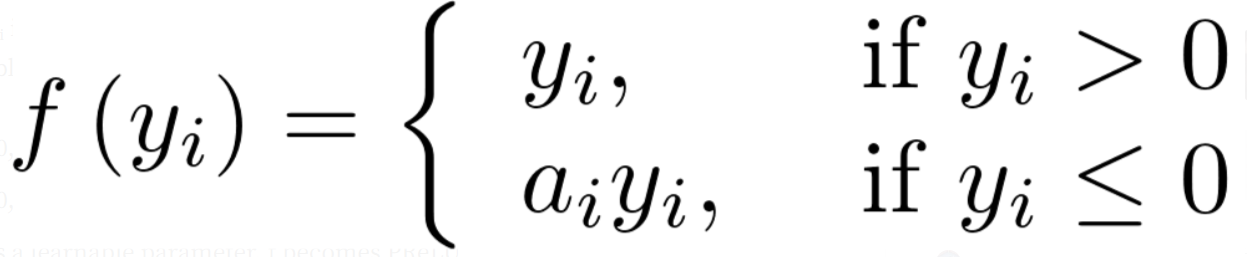 f (y_i) = { y_i, if y_i > 0
a_i y_i, if y_i ≤ 0